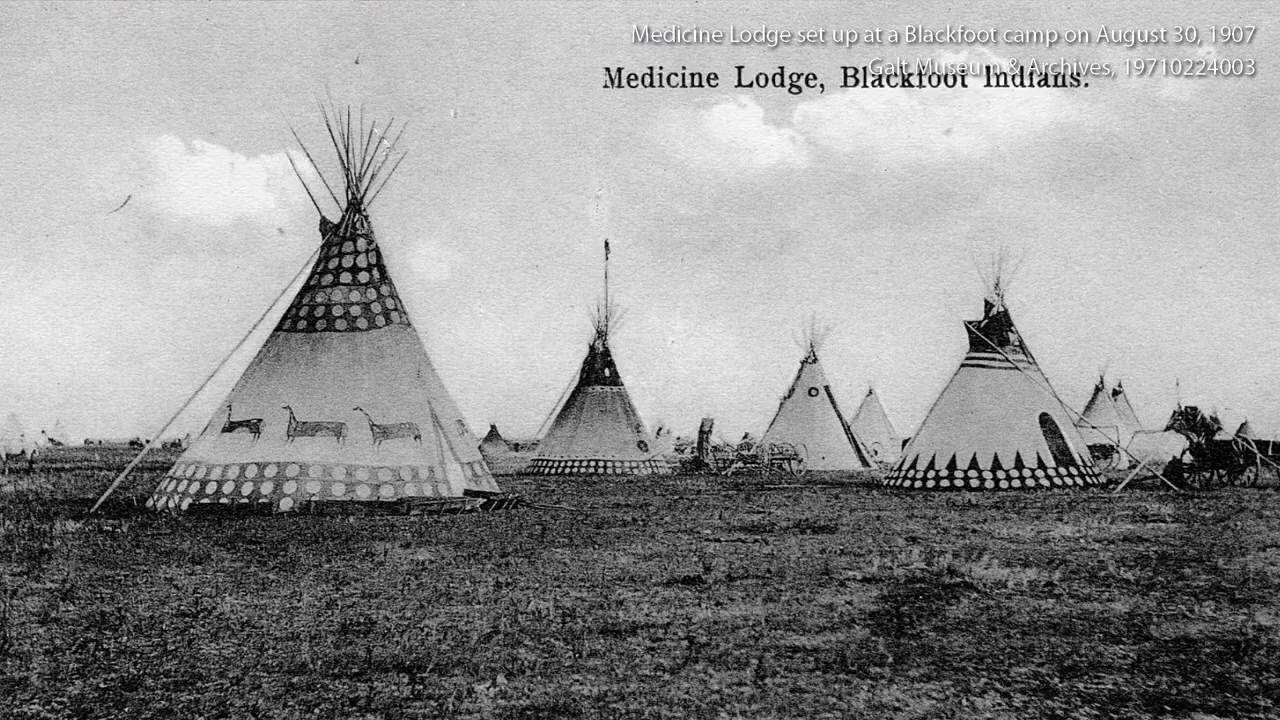 Medicine Lodge set up at a Blackfoot camp on August 30, 1907
Galt Museum & Archives, 19710224003
Medicine Lodge, Blackfoot Indians.